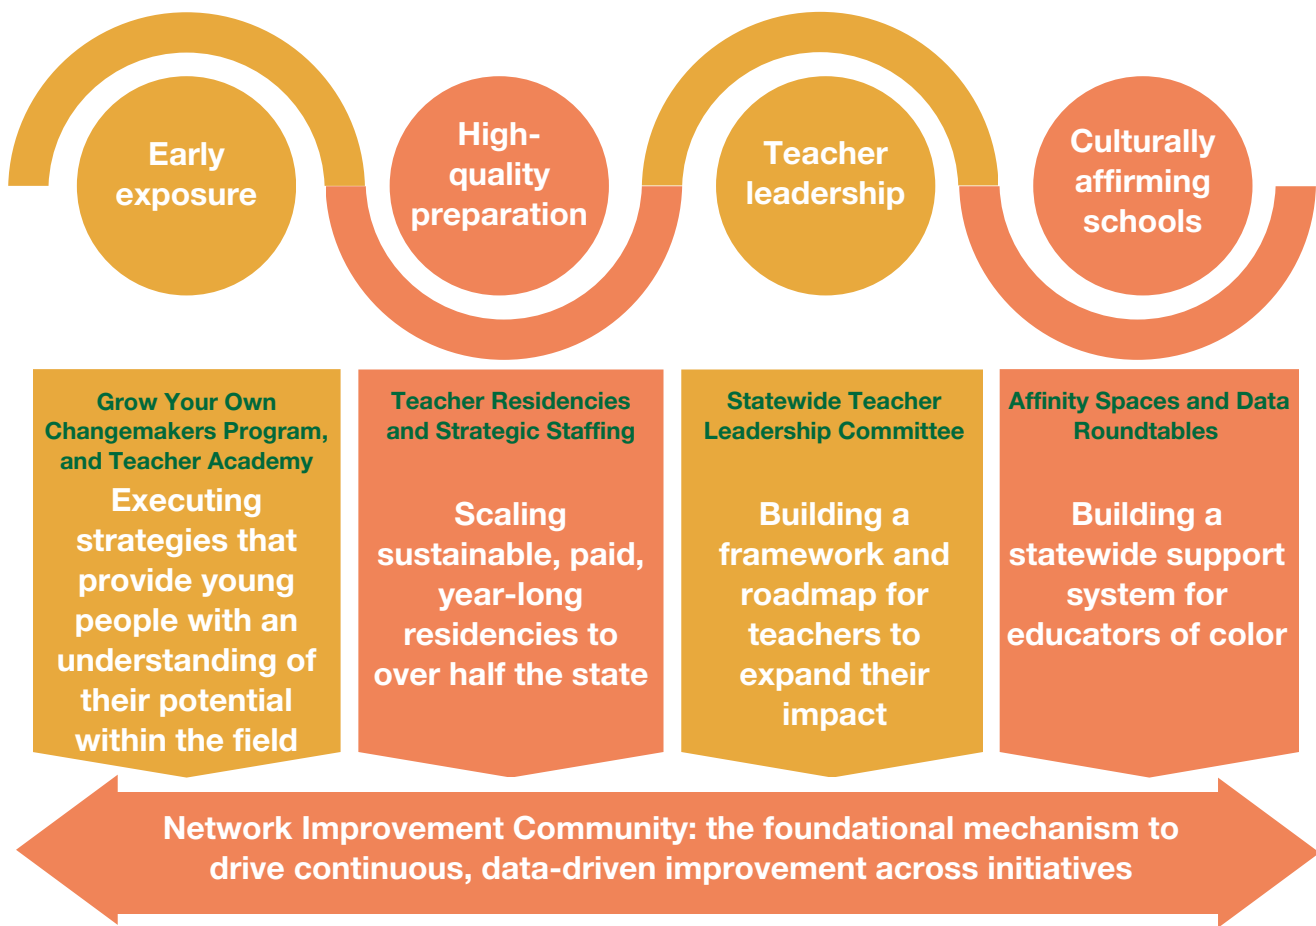 Early
exposure
High-
quality
preparation
Teacher
leadership
Culturally
affirming
schools
Grow Your Own
Changemakers Program,
and Teacher Academy
Executing
strategies that
provide young
people with an
understanding of
their potential
within the field
Teacher Residencies
and Strategic Staffing
Scaling
sustainable, paid,
year-long
residencies to
over half the state
Statewide Teacher
Leadership Committee
Building a
framework and
roadmap for
teachers to
expand their
impact
Affinity Spaces and Data
Roundtables
Building a
statewide support
system for
educators of color
Network Improvement Community: the foundational mechanism to
drive continuous, data-driven improvement across initiatives